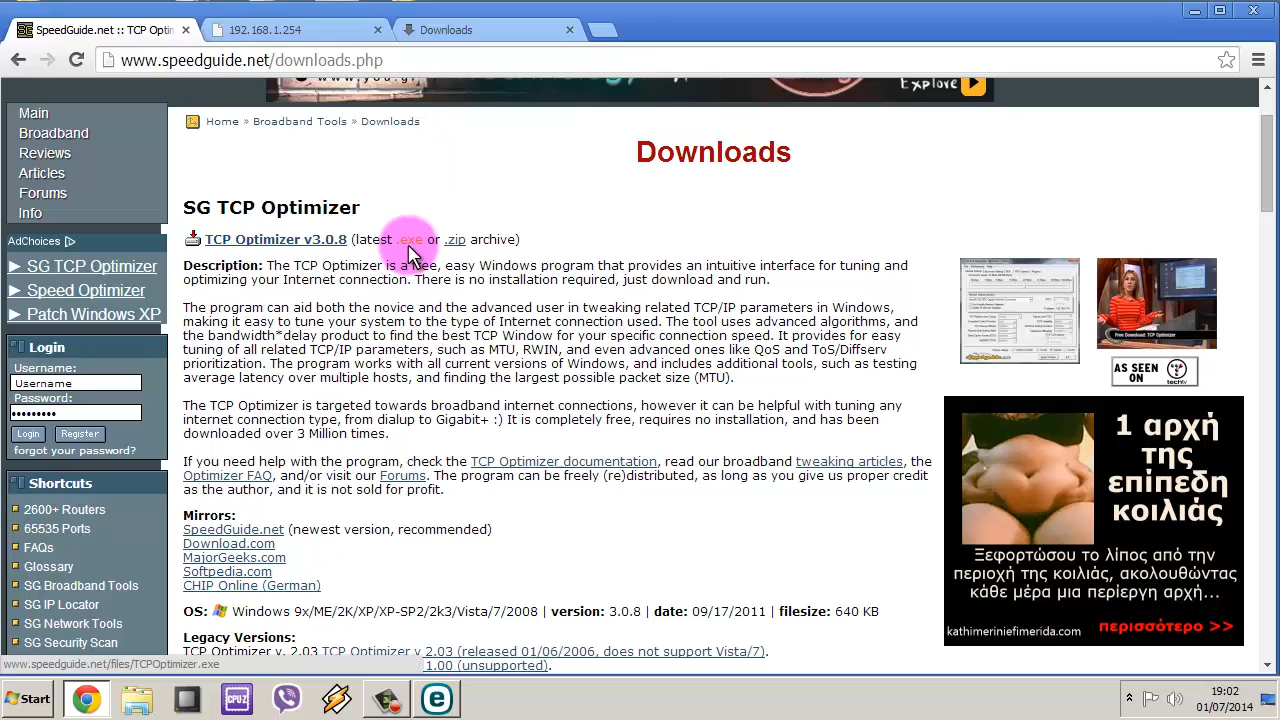 SpeedGuide.net :: TCP Optin
192.168.1.254
Downloads
www.speedguide.net/downloads.php
www.you.gr
Explore
Main
Broadband
Reviews
Articles
Forums
Info
AdChoices
SG TCP Optimizer
Speed Optimizer
Patch Windows XP
Login
Username:
Username
Password:
•••••••••
Login Register
forgot your password?
Shortcuts
2600+ Routers
65535 Ports
FAQs
Glossary
SG Broadband Tools
SG IP Locator
SG Network Tools
SG Security Scan
Home » Broadband Tools » Downloads
Downloads
SG TCP Optimizer
TCP Optimizer v3.0.8 (latest .exe or .zip archive)
Description: The TCP Optimizer is a free, easy Windows program that provides an intuitive interface for tuning and
optimizing your Internet connection. There is no installation required, just download and run.
The program is aimed both the novice and the advanced user in tweaking related TCP/IP parameters in Windows,
making it easy to tune your system to the type of Internet connection used. The tool uses advanced algorithms, and
the bandwidth*delay product to find the best TCP Window for your specific connection speed. It provides for easy
tuning of all related TCP/IP parameters, such as MTU, RWIN, and even advanced ones like QoS and ToS/Diffserv
prioritization. The program works with all current versions of Windows, and includes additional tools, such as testing
average latency over multiple hosts, and finding the largest possible packet size (MTU).
The TCP Optimizer is targeted towards broadband internet connections, however it can be helpful with tuning any
internet connection type, from dialup to Gigabit+ :) It is completely free, requires no installation, and has been
downloaded over 3 Million times.
If you need help with the program, check the TCP Optimizer documentation, read our broadband tweaking articles, the
Optimizer FAQ, and/or visit our Forums. The program can be freely (re)distributed, as long as you give us proper credit
as the author, and it is not sold for profit.
Mirrors:
SpeedGuide.net (newest version, recommended)
Download.com
MajorGeeks.com
Softpedia.com
CHIP Online (German)
OS: Windows 9x/ME/2K/XP/XP-SP2/2k3/Vista/7/2008 | version: 3.0.8 | date: 09/17/2011 | filesize: 640 KB
Legacy Versions:
TCP Optimizer v. 2.03 TCP Optimizer v 2.03 (released 01/06/2006, does not support Vista/7).
1.00 (unsupported).
Free Download: TCP Optimizer
AS SEEN
ON
techtv
1 αρχή
της
επίπεδη
κοιλιάς
Ξεφορτώσου το λίπος από την
περιοχή της κοιλιάς, ακολουθώντας
κάθε μέρα μια περίεργη αρχή...
kathimeriniefimerida.com περισσότερο >>
www.speedguide.net/files/TCPOptimizer.exe
Start
CPUZ
e
19:02
01/07/2014